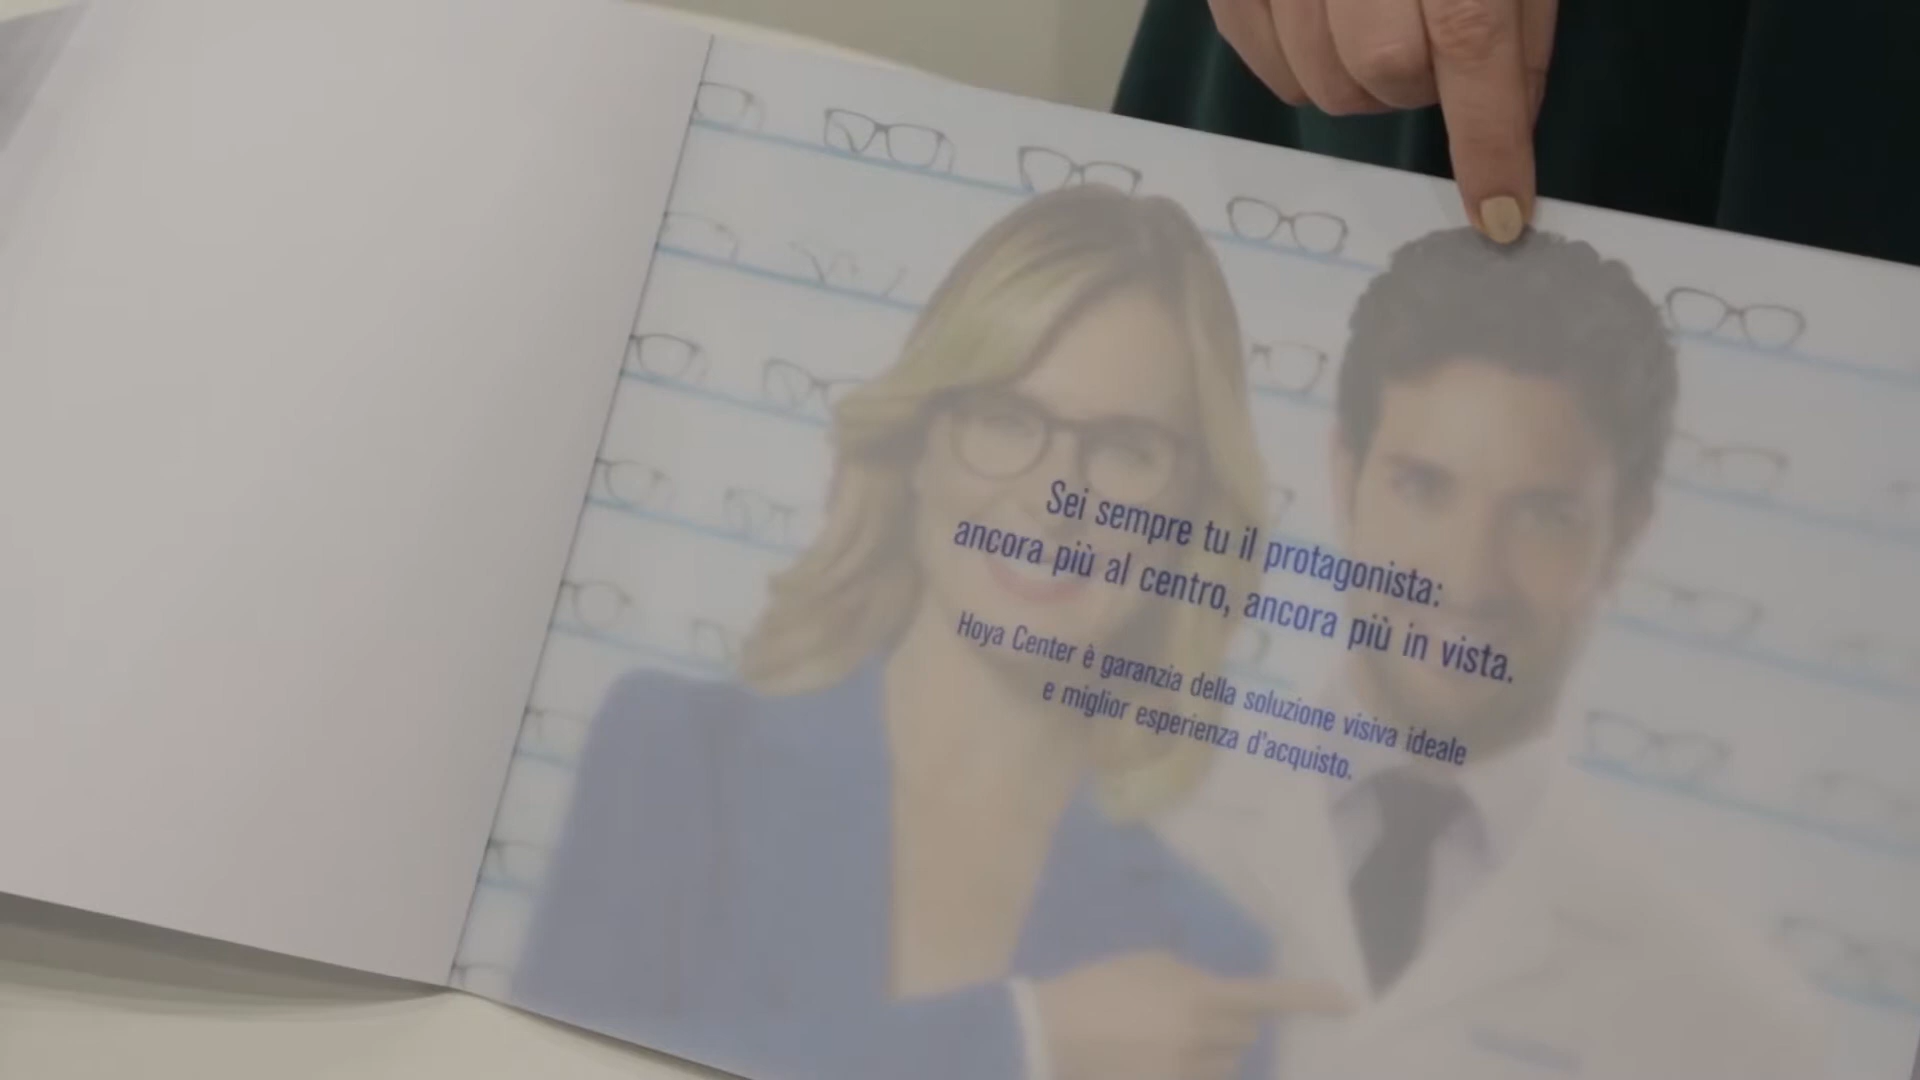 Sei sempre tu il protagonista:
ancora più al centro, ancora più in vista.
Hoya Center è garanzia della soluzione visiva ideale
e miglior esperienza d'acquisto.